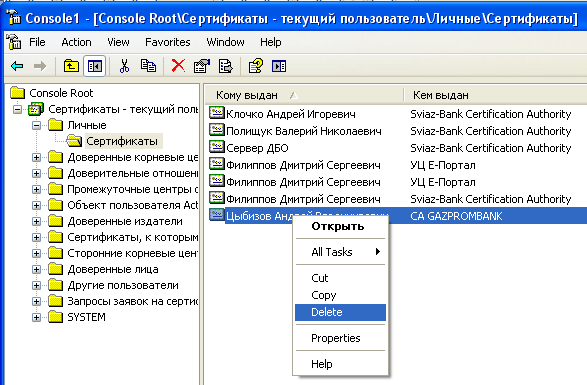 Console1 - [Console Root\Сертификаты - текущий пользователь\Личные\Сертификаты]
File Action View Favorites Window Help
Console Root
Сертификаты - текущий поль
Личные
Сертификаты
Доверенные корневые це
Доверительные отношен
Промежуточные центры с
Объект пользователя Act
Доверенные издатели
Сертификаты, к которым
Сторонние корневые цен
Доверенные лица
Другие пользователи
Запросы заявок на серти
SYSTEM
Кому выдан Кем выдан
Клочко Андрей Игоревич Sviaz-Bank Certification Authority
Полищук Валерий Николаевич Sviaz-Bank Certification Authority
Сервер ДБО Sviaz-Bank Certification Authority
Филиппов Дмитрий Сергеевич УЦ Е-Портал
Филиппов Дмитрий Сергеевич УЦ Е-Портал
Филиппов Дмитрий Сергеевич Sviaz-Bank Certification Authority
Цыбизов Андрей CA GAZPROMBANK
Открыть
All Tasks
Cut
Copy
Delete
Properties
Help